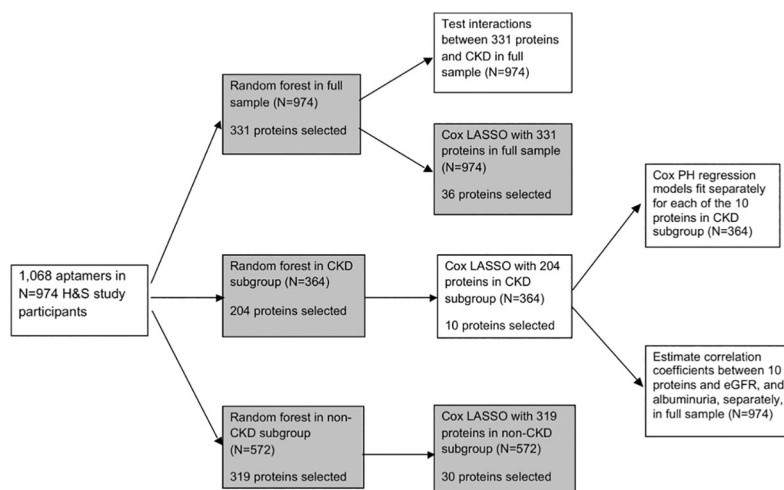 1,068 aptamers in
N=974 H&S study
participants
Random forest in full
sample (N=974)
331 proteins selected
Test interactions
between 331 proteins
and CKD in full
sample (N=974)
Cox LASSO with 331
proteins in full sample
(N=974)
36 proteins selected
Random forest in CKD
subgroup (N=364)
204 proteins selected
Cox LASSO with 204
proteins in CKD
subgroup (N=364)
10 proteins selected
Cox PH regression
models fit separately
for each of the 10
proteins in CKD
subgroup (N=364)
Estimate correlation
coefficients between 10
proteins and eGFR, and
albuminuria, separately,
in full sample (N=974)
Random forest in non-
CKD subgroup
(N=572)
319 proteins selected
Cox LASSO with 319
proteins in non-CKD
subgroup (N=572)
30 proteins selected